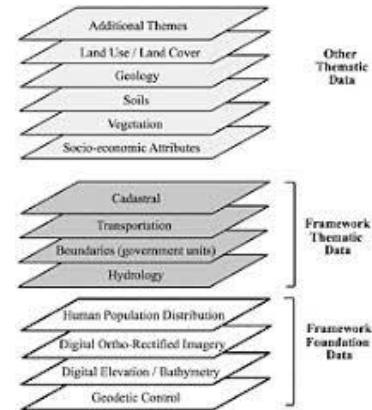 Additional Themes
Land Use / Land Cover
Geology
Soils
Vegetation
Socio-economic Attributes
Other
Thematic
Data
Cadastral
Transportation
Boundaries (government units)
Hydrology
Framework
Thematic
Data
Human Population Distribution
Digital Ortho-Rectified Imagery
Digital Elevation / Bathymetry
Geodetic Control
Framework
Foundation
Data